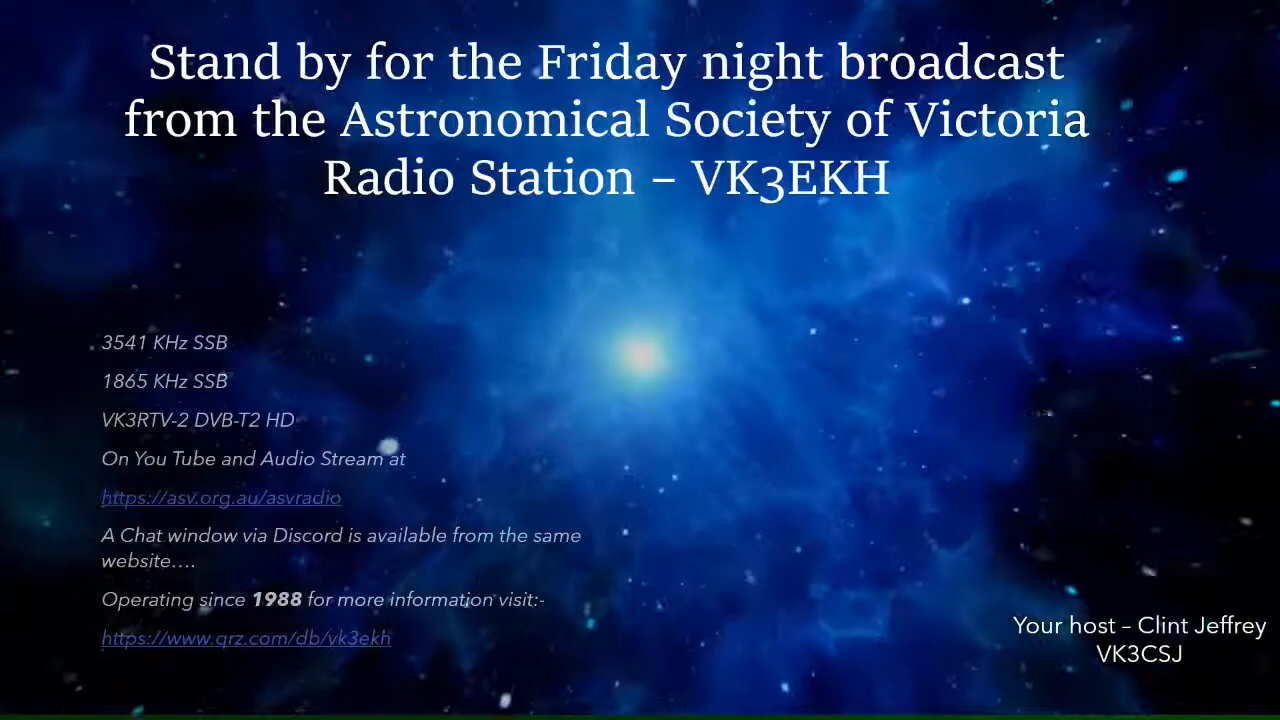 Stand by for the Friday night broadcast
from the Astronomical Society of Victoria
Radio Station – VK3EKH
3541 KHz SSB
1865 KHz SSB
VK3RTV-2 DVB-T2 HD
On You Tube and Audio Stream at
https://asv.org.au/asvradio
A Chat window via Discord is available from the same
website….
Operating since 1988 for more information visit:-
https://www.qrz.com/db/vk3ekh
Your host – Clint Jeffrey
VK3CSJ